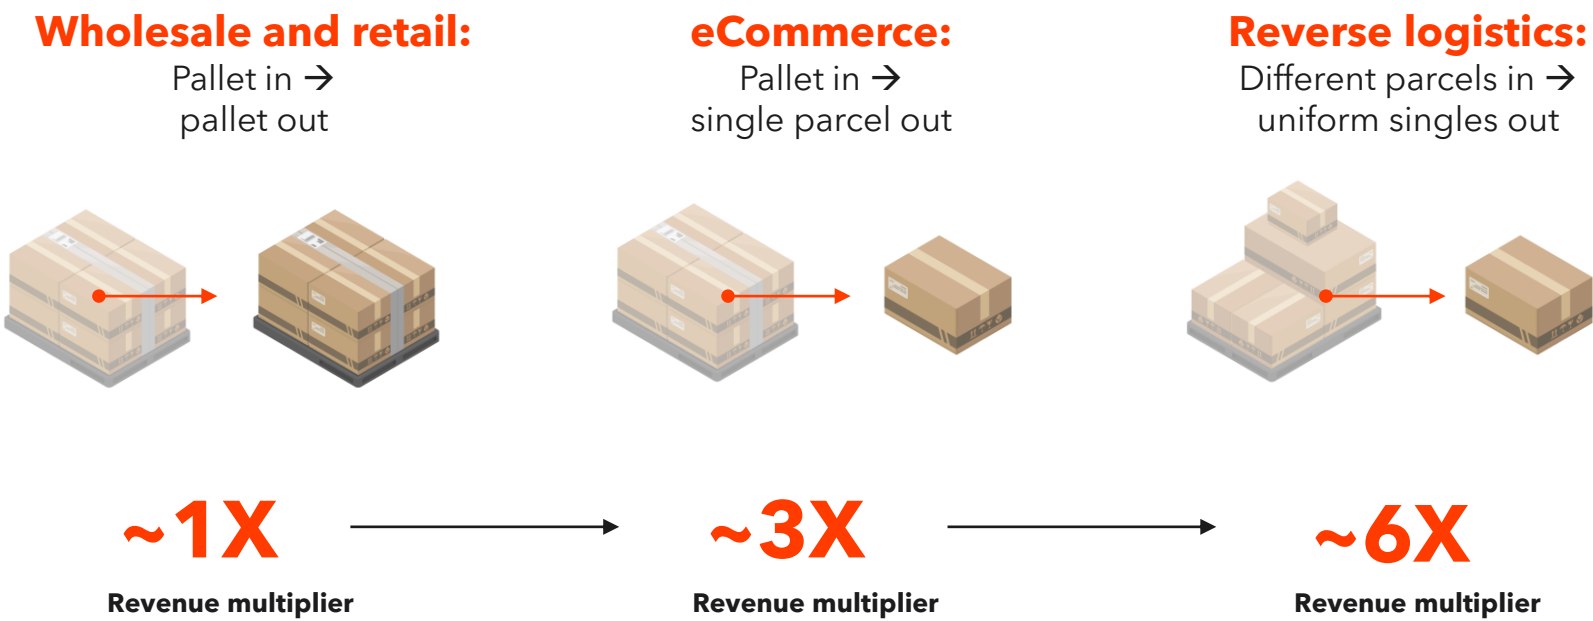 Wholesale and retail:
Pallet in →
pallet out
eCommerce:
Pallet in →
single parcel out
Reverse logistics:
Different parcels in →
uniform singles out
~1X
Revenue multiplier
~3X
Revenue multiplier
~6X
Revenue multiplier